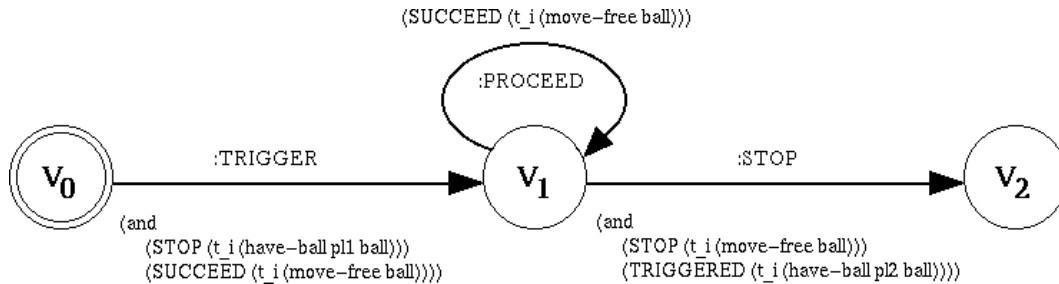 (SUCCEED (t_i (move-free ball)))
:PROCEED
:TRIGGER
:STOP
V0
V1
V2
(and
(STOP (t_i (have-ball pl1 ball)))
(SUCCEED (t_i (move-free ball))))
(and
(STOP (t_i (move-free ball)))
(TRIGGERED (t_i (have-ball pl2 ball))))